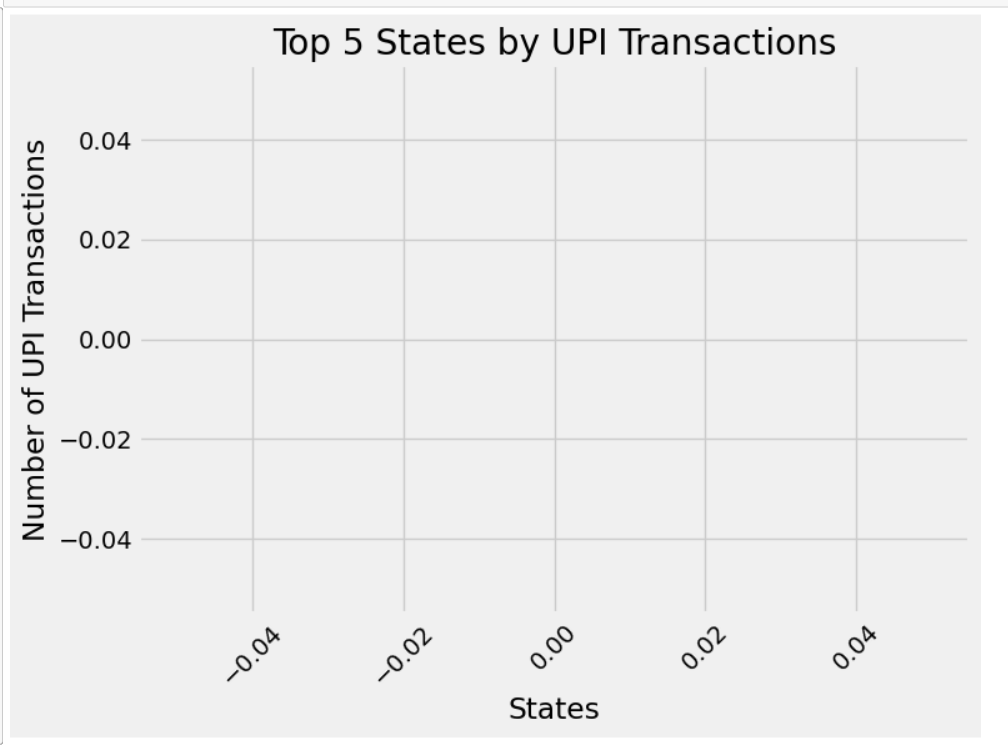 Top 5 States by UPI Transactions
Number of UPI Transactions
0.04
0.02
0.00
−0.02
−0.04
−0.04 −0.02 0.00 0.02 0.04
States